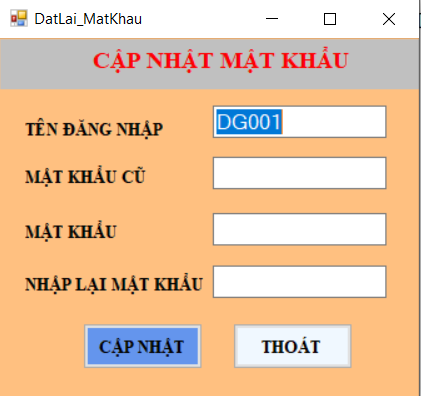 DatLai_MatKhau
CẬP NHẬT MẬT KHẨU
TÊN ĐĂNG NHẬP
DG001
MẬT KHẨU CŨ
MẬT KHẨU
NHẬP LẠI MẬT KHẨU
CẬP NHẬT
THOÁT